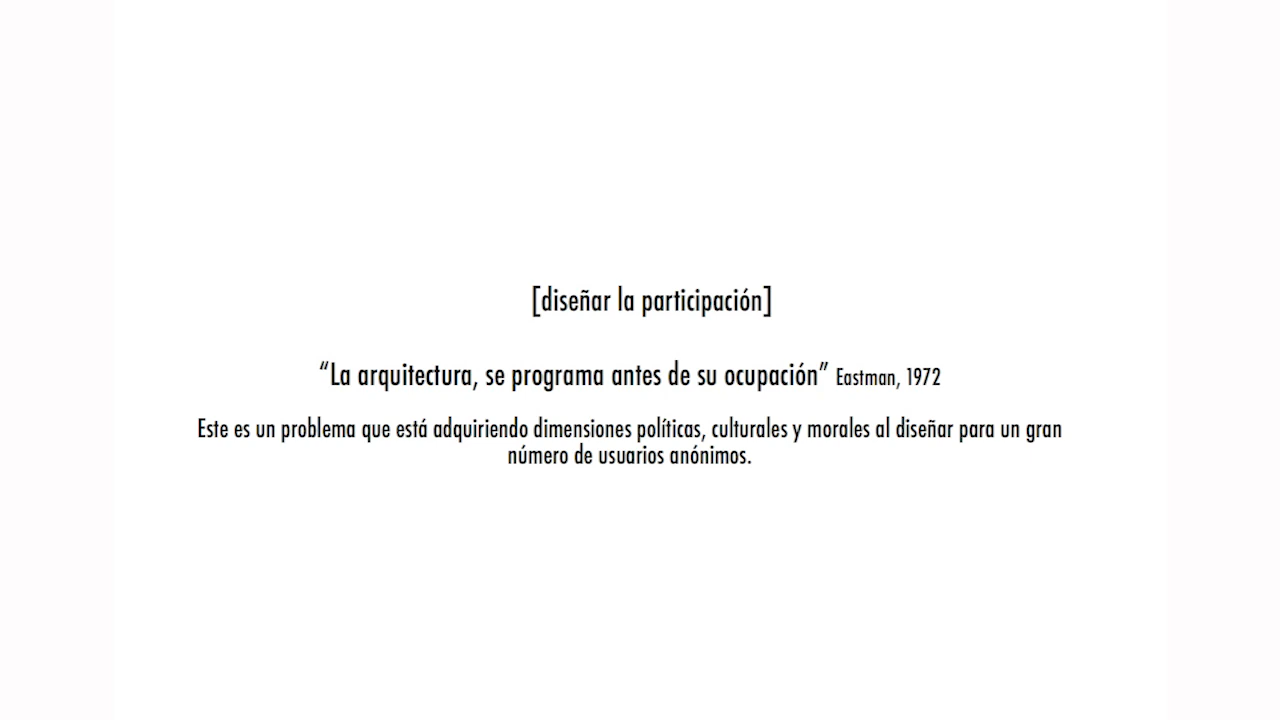 [diseñar la participación]
“La arquitectura, se programa antes de su ocupación” Eastman, 1972
Este es un problema que está adquiriendo dimensiones políticas, culturales y morales al diseñar para un gran
número de usuarios anónimos.